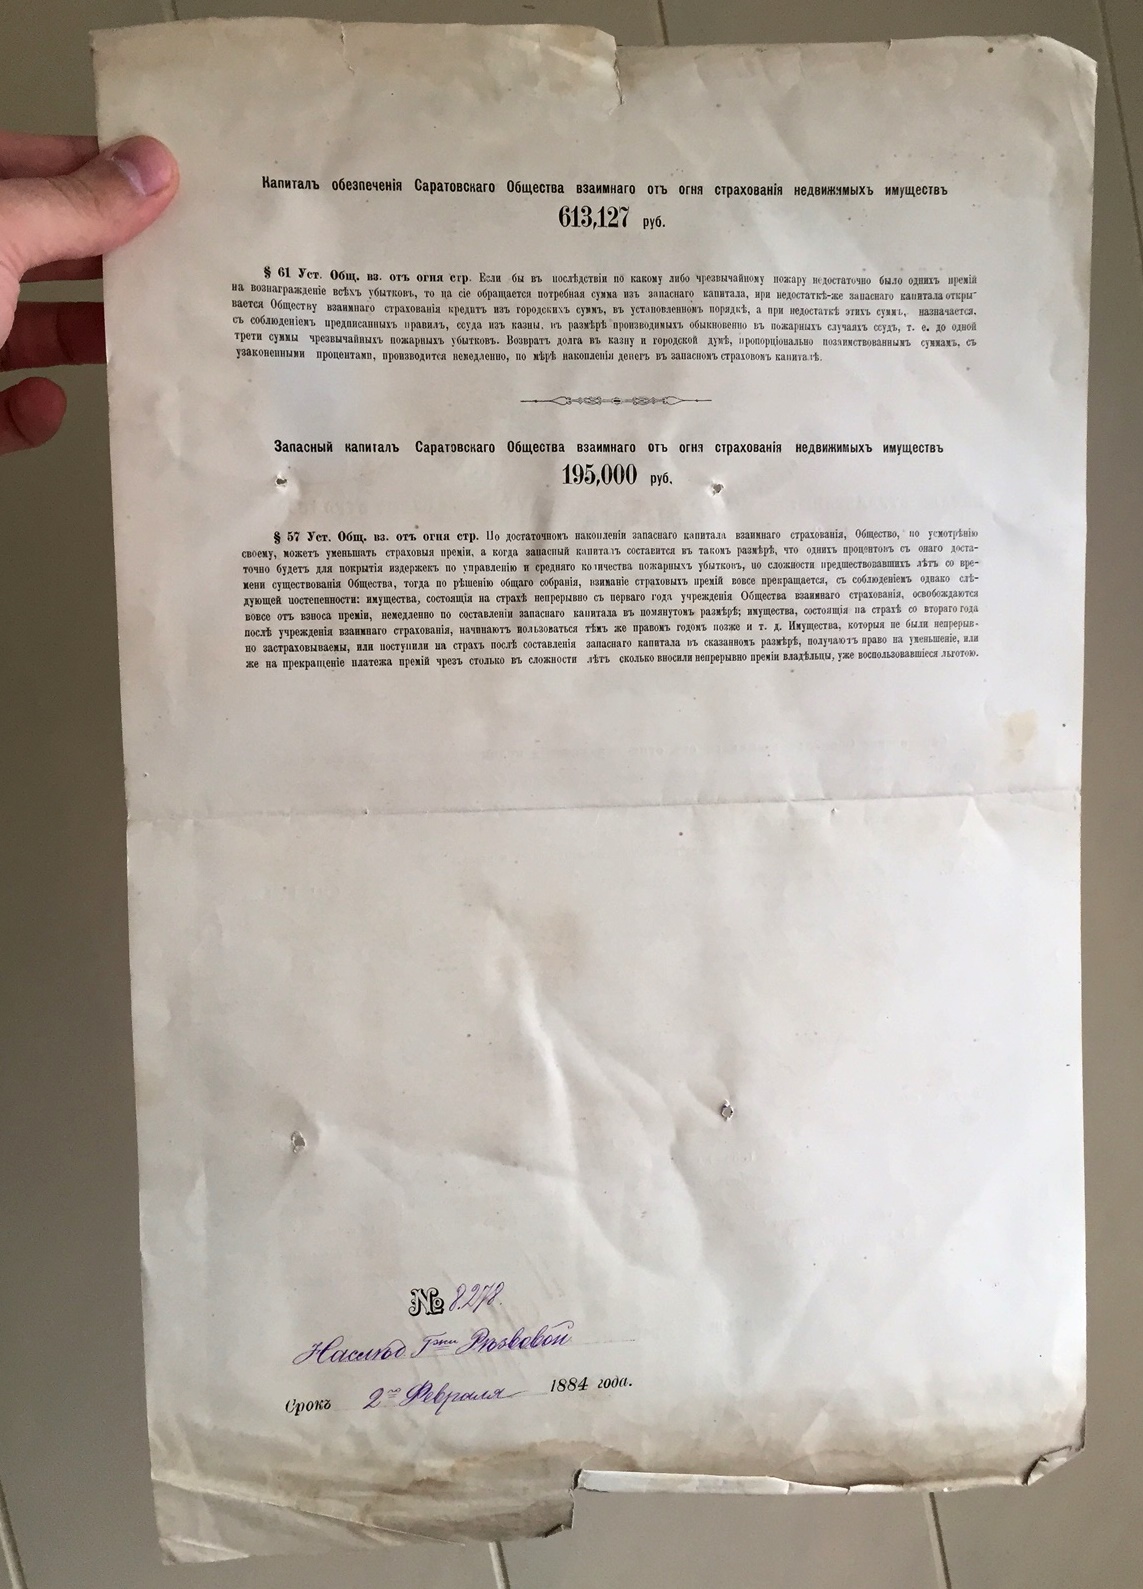 Капиталъ обезпеченія Саратовскаго Общества взаимнаго отъ огня страхованія недвижимыхъ имуществъ
613,127 руб.
§ 61 Уст. Общ. вз. отъ огня стр. Если бы въ послѣдствіи по какому либо чрезвычайному пожару недостаточно было однихъ премій
на вознагражденіе всѣхъ убытковъ, то на сіе обращается потребная сумма изъ запаснаго капитала, при недостаткѣ-же запаснаго капитала откры-
вается Обществу взаимнаго страхованія кредитъ изъ городскихъ суммъ, въ установленномъ порядкѣ, а при недостаткѣ этихъ суммъ, назначается,
съ соблюденіемъ предписанныхъ правилъ, ссуда изъ казны, въ размѣрѣ производимыхъ обыкновенно въ пожарныхъ случаяхъ ссудъ, т. е. до одной
трети суммы чрезвычайныхъ пожарныхъ убытковъ. Возвратъ долга въ казну и городской думѣ, пропорціонально позаимствованнымъ суммамъ, съ
узаконенными процентами, производится немедленно, по мѣрѣ накопленія денегъ въ запасномъ страховомъ капиталѣ.
Запасный капиталъ Саратовскаго Общества взаимнаго отъ огня страхованія недвижимыхъ имуществъ
195,000 руб.
§ 57 Уст. Общ. вз. отъ огня стр. По достаточномъ накопленіи запаснаго капитала взаимнаго страхованія, Общество, по усмотрѣнію
своему, можетъ уменьшать страховыя преміи, а когда запасный капиталъ составится въ такомъ размѣрѣ, что однихъ процентовъ съ онаго доста-
точно будетъ для покрытія издержекъ по управленію и средняго количества пожарныхъ убытковъ, по сложности предшествовавшихъ лѣтъ со вре-
мени существованія Общества, тогда по рѣшенію общаго собранія, взиманіе страховыхъ премій вовсе прекращается, съ соблюденіемъ однако слѣ-
дующей постепенности: имущества, состоящія на страхѣ непрерывно съ перваго года учрежденія Общества взаимнаго страхованія, освобождаются
вовсе отъ взноса преміи, немедленно по составленіи запаснаго капитала въ помянутомъ размѣрѣ; имущества, состоящія на страхѣ со втораго года
послѣ учрежденія взаимнаго страхованія, начинаютъ пользоваться тѣмъ же правомъ годомъ позже и т. д. Имущества, которыя не были непрерыв-
но застраховываемы, или поступили на страхъ послѣ составленія запаснаго капитала въ сказанномъ размѣрѣ, получаютъ право на уменьшеніе, или
же на прекращеніе платежа премій чрезъ столько въ сложности лѣтъ сколько вносили непрерывно преміи владѣльцы, уже воспользовавшіеся льготою.
№ 8278.
Наслѣд Гжи Рѣзвовой
Срокъ 2го Февраля 1884 года.